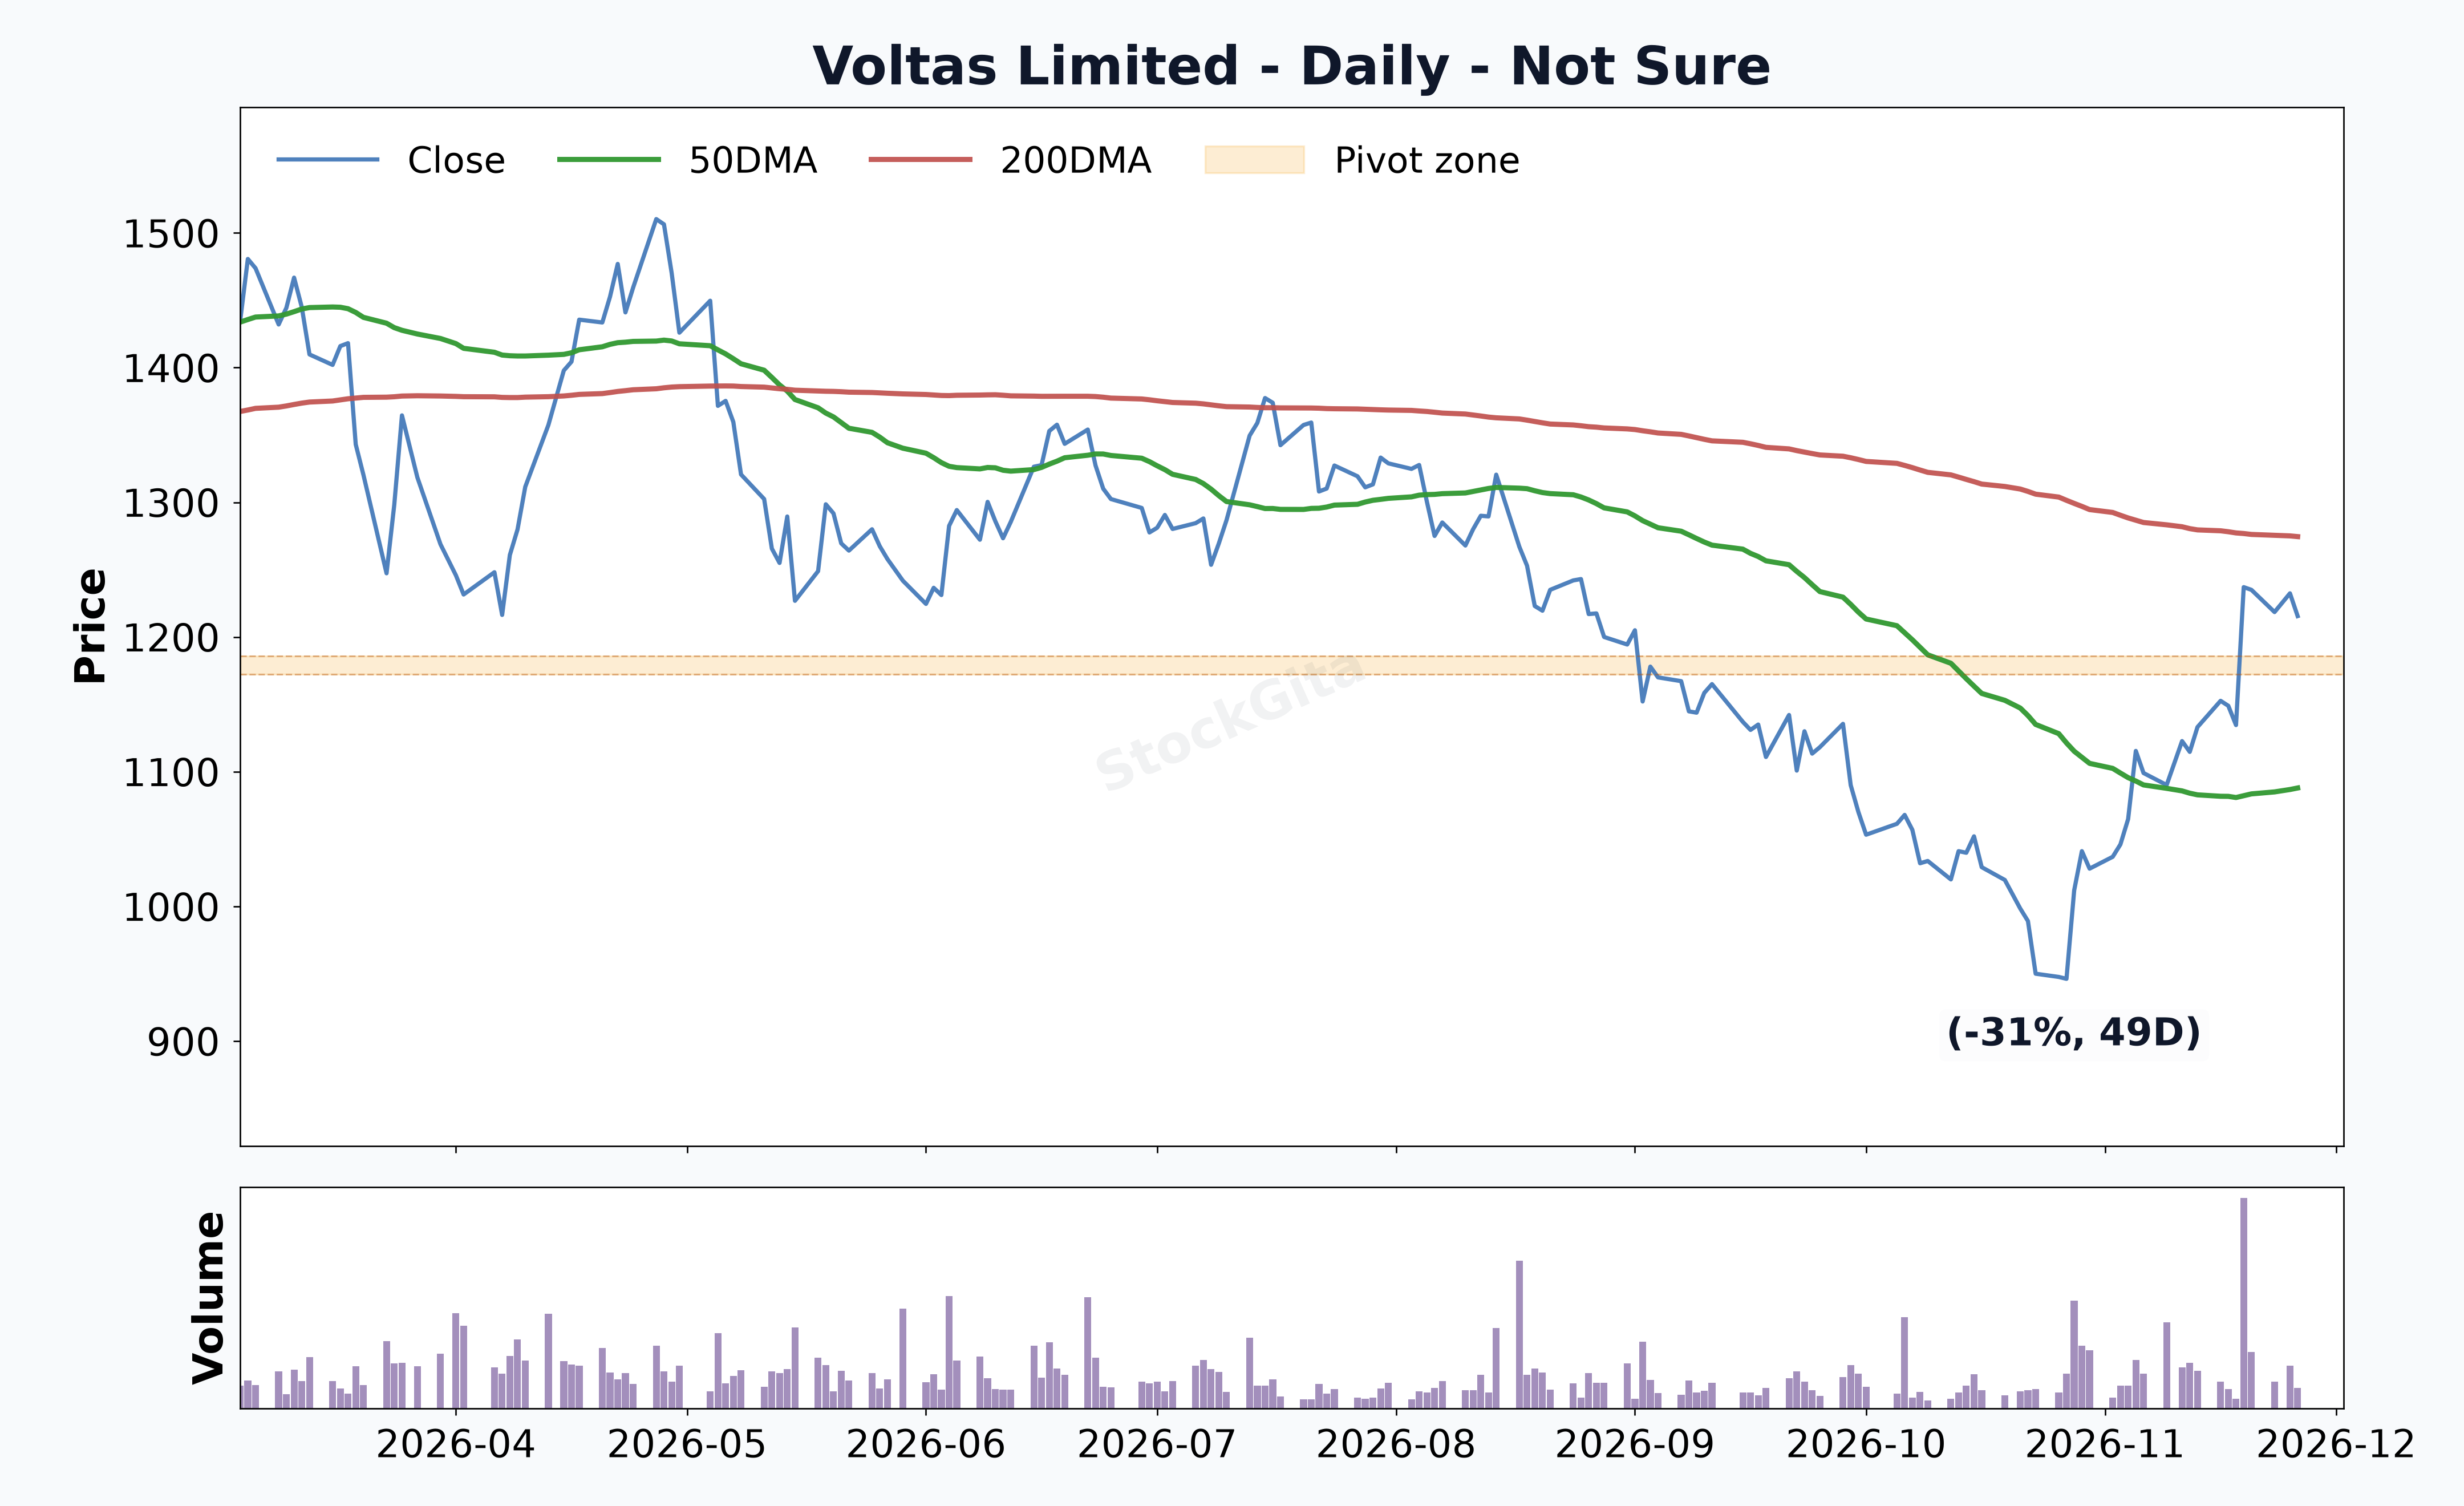 Voltas Limited - Daily - Not Sure
Close 50DMA 200DMA Pivot zone
1500
1400
1300
1200
1100
1000
900
Price
StockGita
(-31%, 49D)
Volume
2026-04 2026-05 2026-06 2026-07 2026-08 2026-09 2026-10 2026-11 2026-12